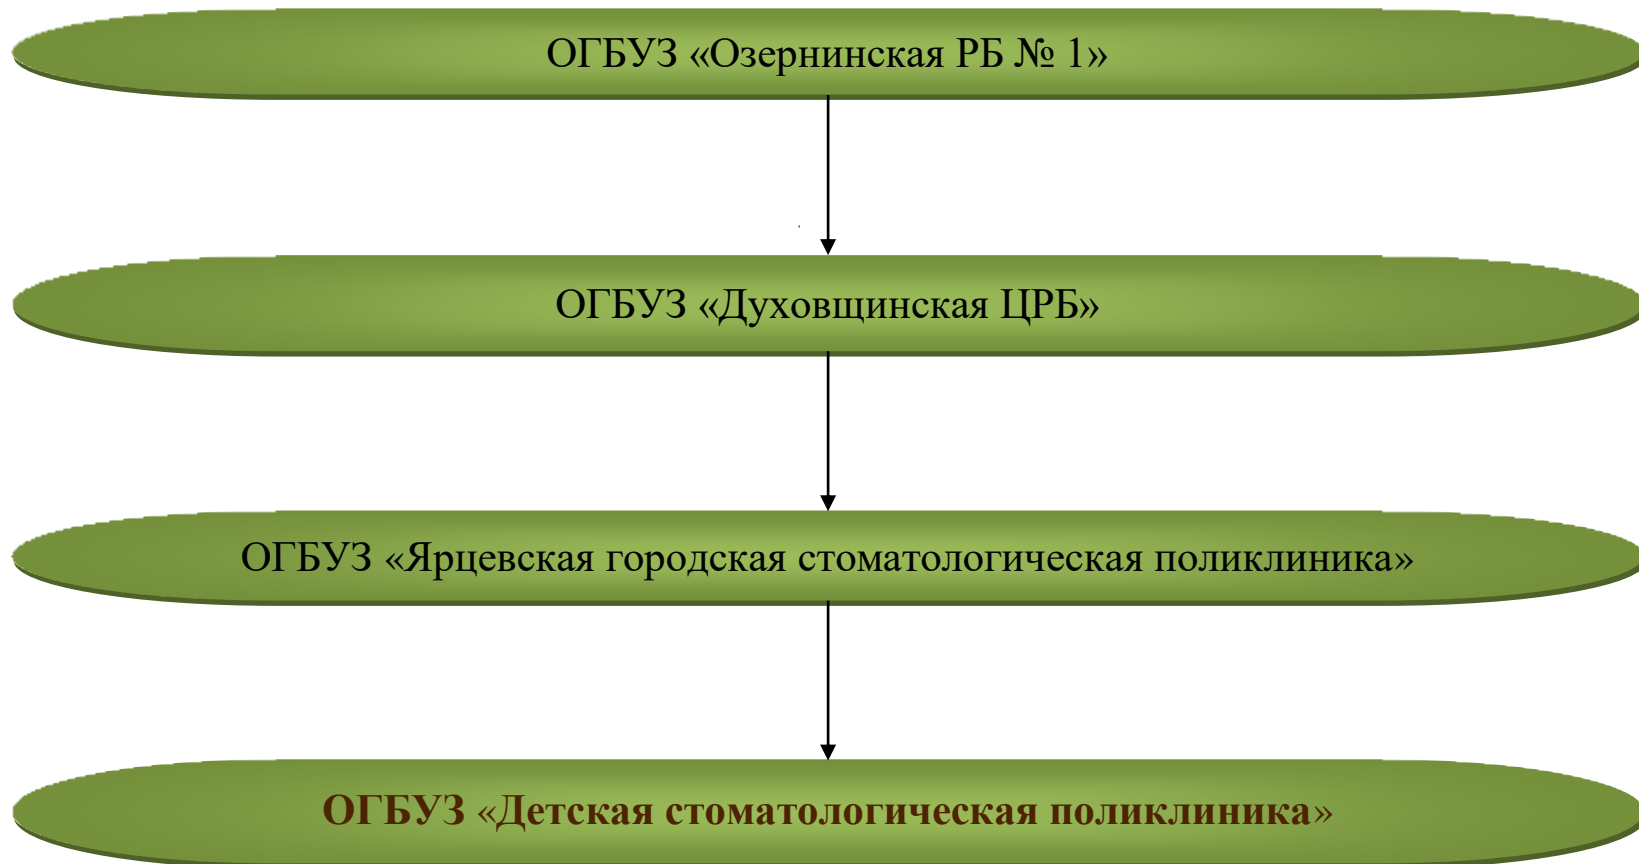 ОГБУЗ «Озернинская РБ № 1»
ОГБУЗ «Духовщинская ЦРБ»
ОГБУЗ «Ярцевская городская стоматологическая поликлиника»
ОГБУЗ «Детская стоматологическая поликлиника»